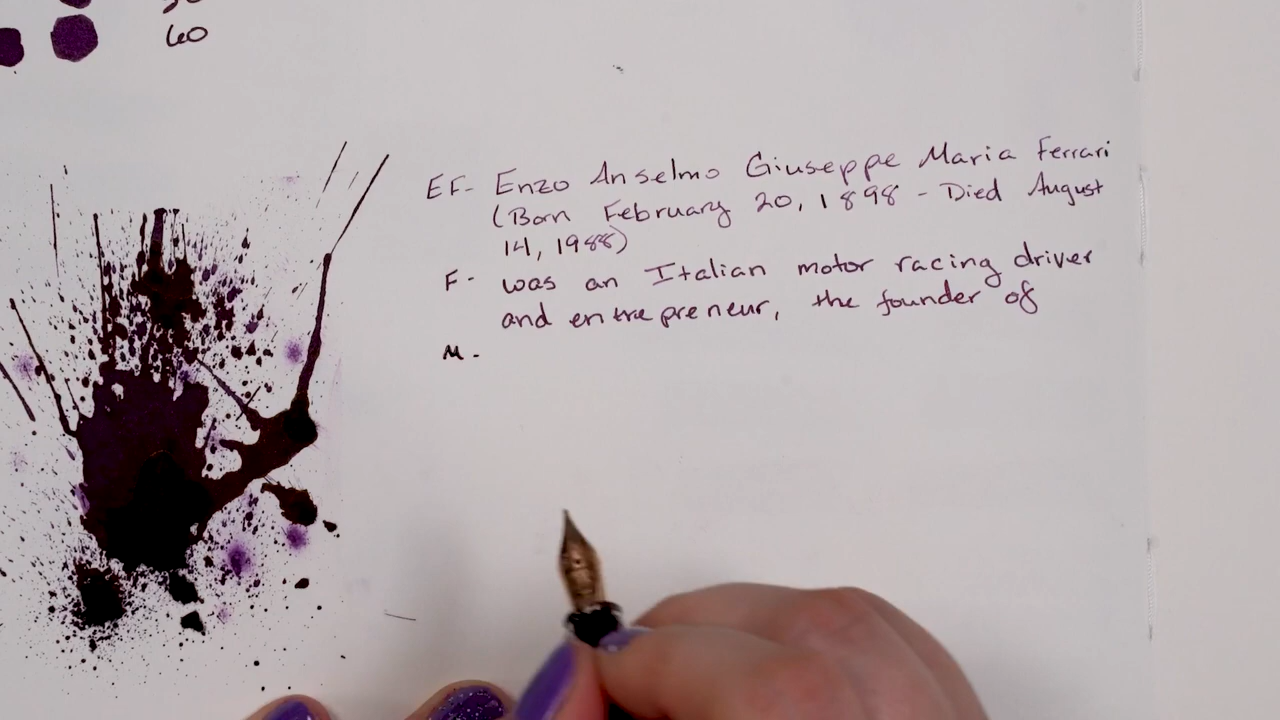 60
EF- Enzo Anselmo Giuseppe Maria Ferrari
(Born February 20, 1898 - Died August
14, 1988)
F- was an Italian motor racing driver
and entrepreneur, the founder of
M-